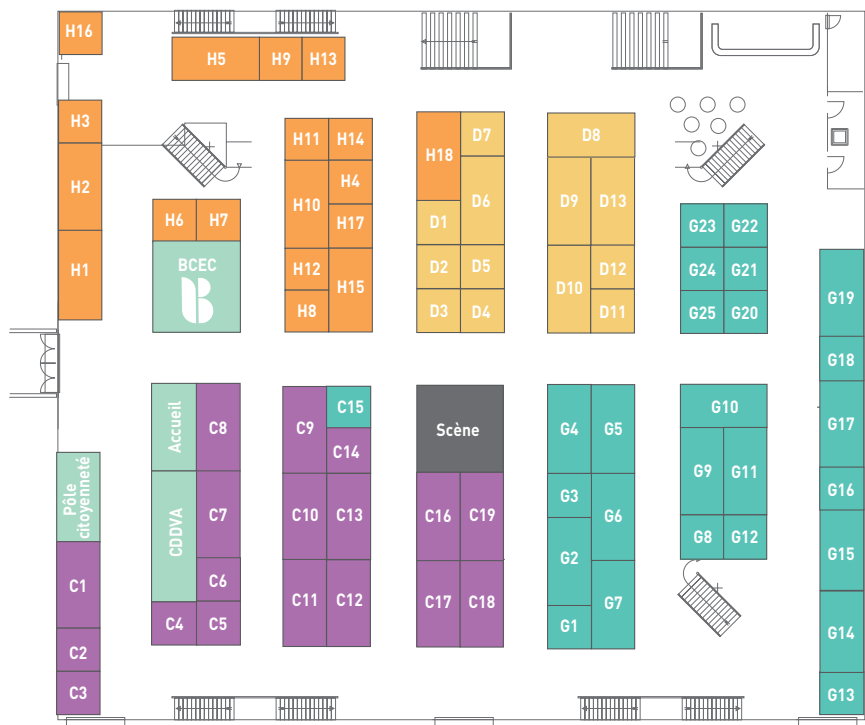 H16
H5
H9
H13
H3
H2
H1
H6
H7
BCEC
H11
H14
H4
H10
H17
H12
H15
H8
H18
D7
D6
D1
D2
D5
D3
D4
D8
D9
D13
D10
D12
D11
G23
G22
G24
G21
G25
G20
G19
G18
G17
G16
G15
G14
G13
Pôle
citoyenneté
C1
C2
C3
Accueil
C8
CDDVA
C7
C6
C4
C5
C9
C15
C14
C10
C13
C11
C12
Scène
C16
C19
C17
C18
G4
G5
G3
G6
G2
G7
G1
G10
G9
G11
G8
G12